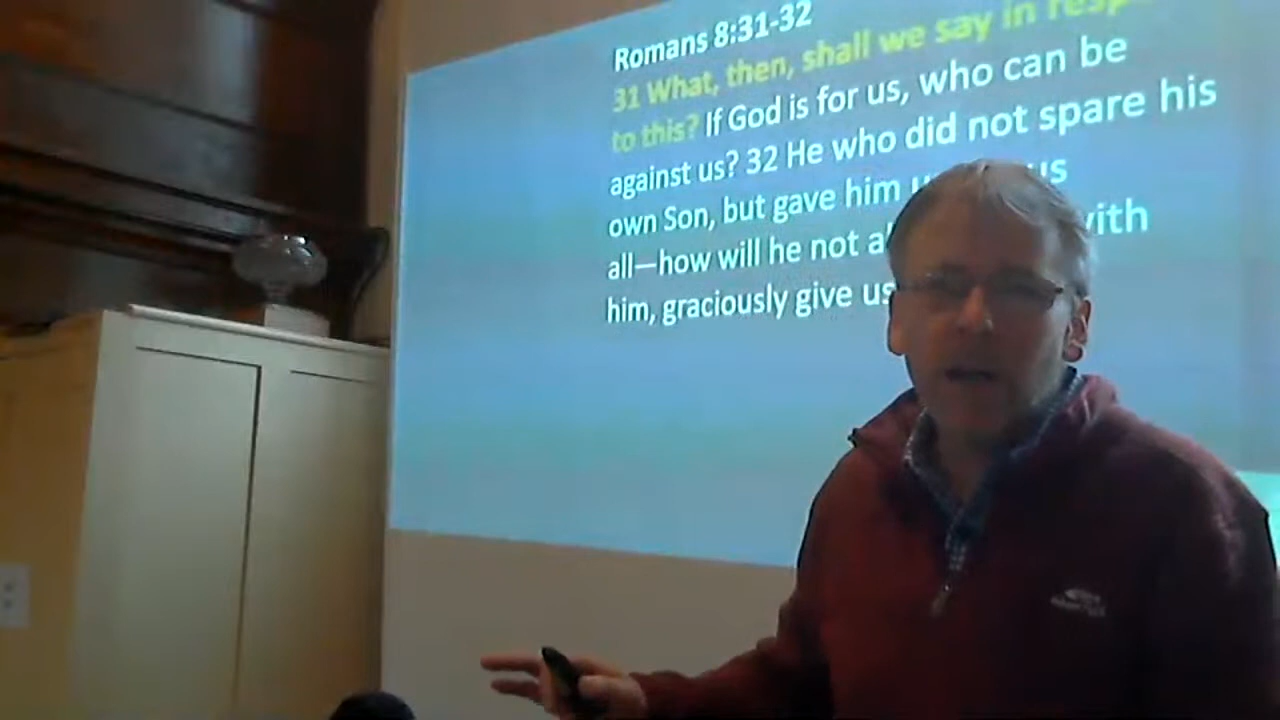 Romans 8:31-32
31 What, then, shall we say in
to this? If God is for us, who can be
against us? 32 He who did not spare his
own Son, but gave him us
all—how will he not with
him, graciously give us